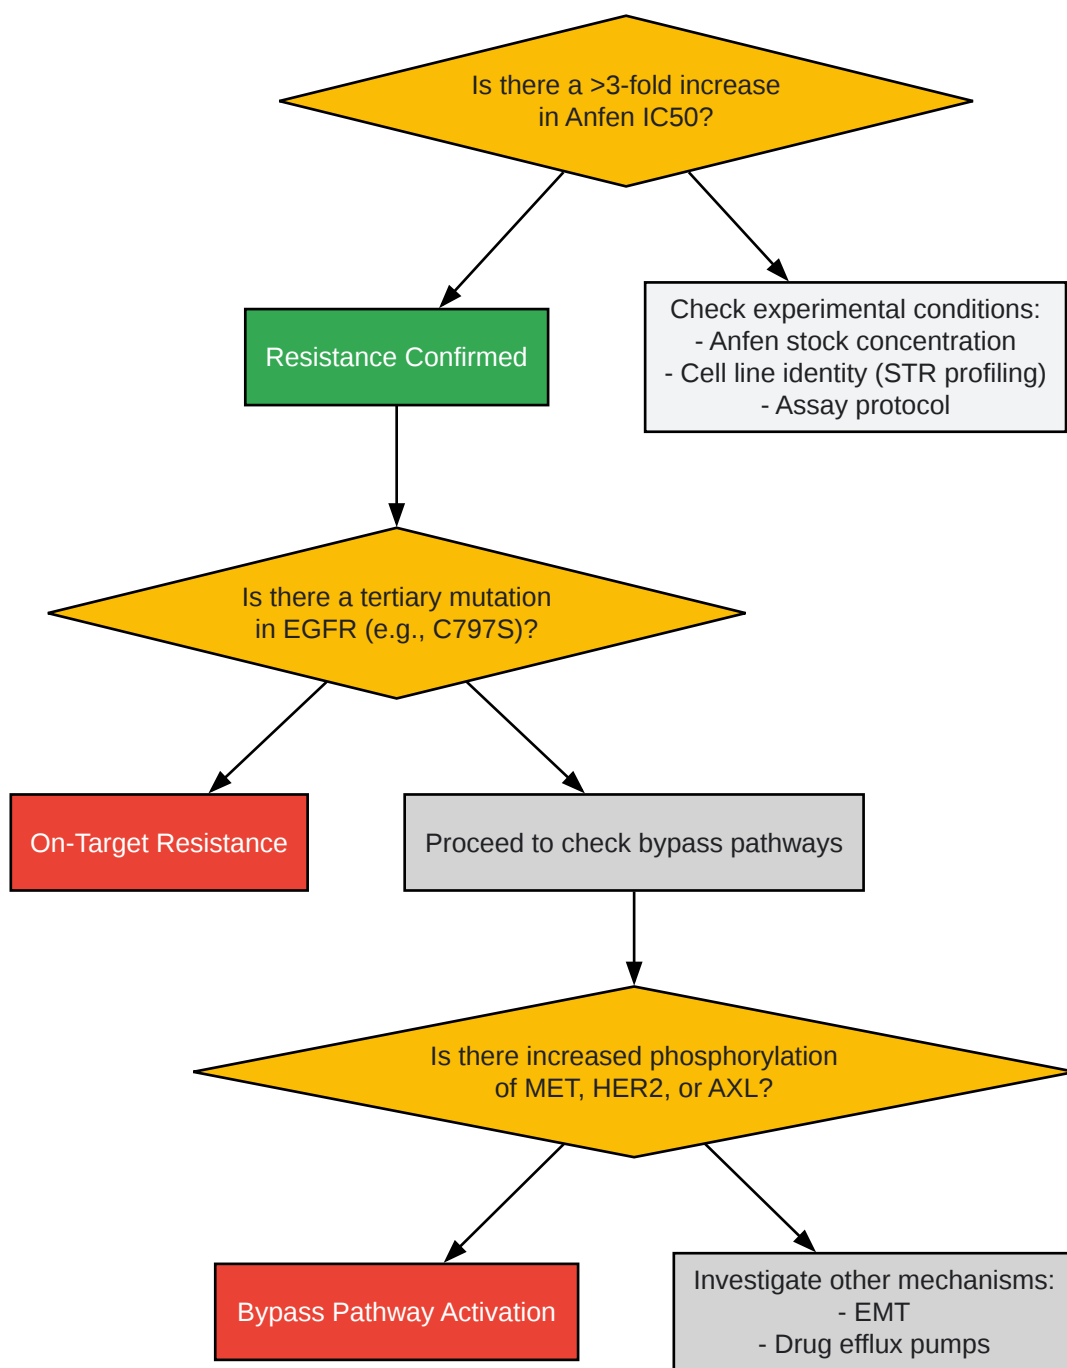 Is there a >3-fold increase
in Anfen IC50?
Resistance Confirmed
Check experimental conditions:
- Anfen stock concentration
- Cell line identity (STR profiling)
- Assay protocol
Is there a tertiary mutation
in EGFR (e.g., C797S)?
On-Target Resistance
Proceed to check bypass pathways
Is there increased phosphorylation
of MET, HER2, or AXL?
Bypass Pathway Activation
Investigate other mechanisms:
- EMT
- Drug efflux pumps